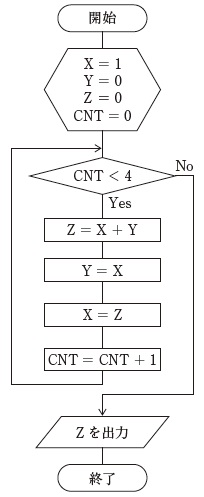 開始
X = 1
Y = 0
Z = 0
CNT = 0
CNT < 4
No
Yes
Z = X + Y
Y = X
X = Z
CNT = CNT + 1
Z を出力
終了